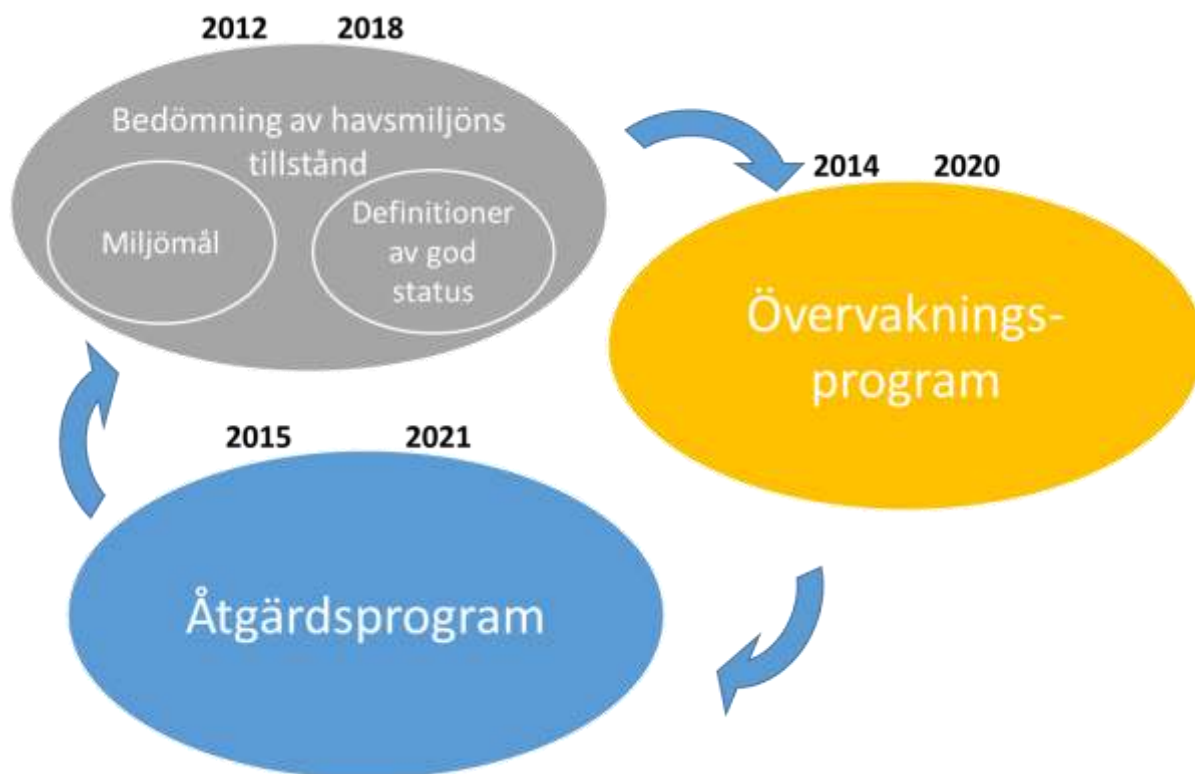 2012 2018
Bedömning av havsmiljöns
tillstånd
Miljömål
Definitioner
av god
status
2014 2020
Övervaknings-
program
2015 2021
Åtgärdsprogram